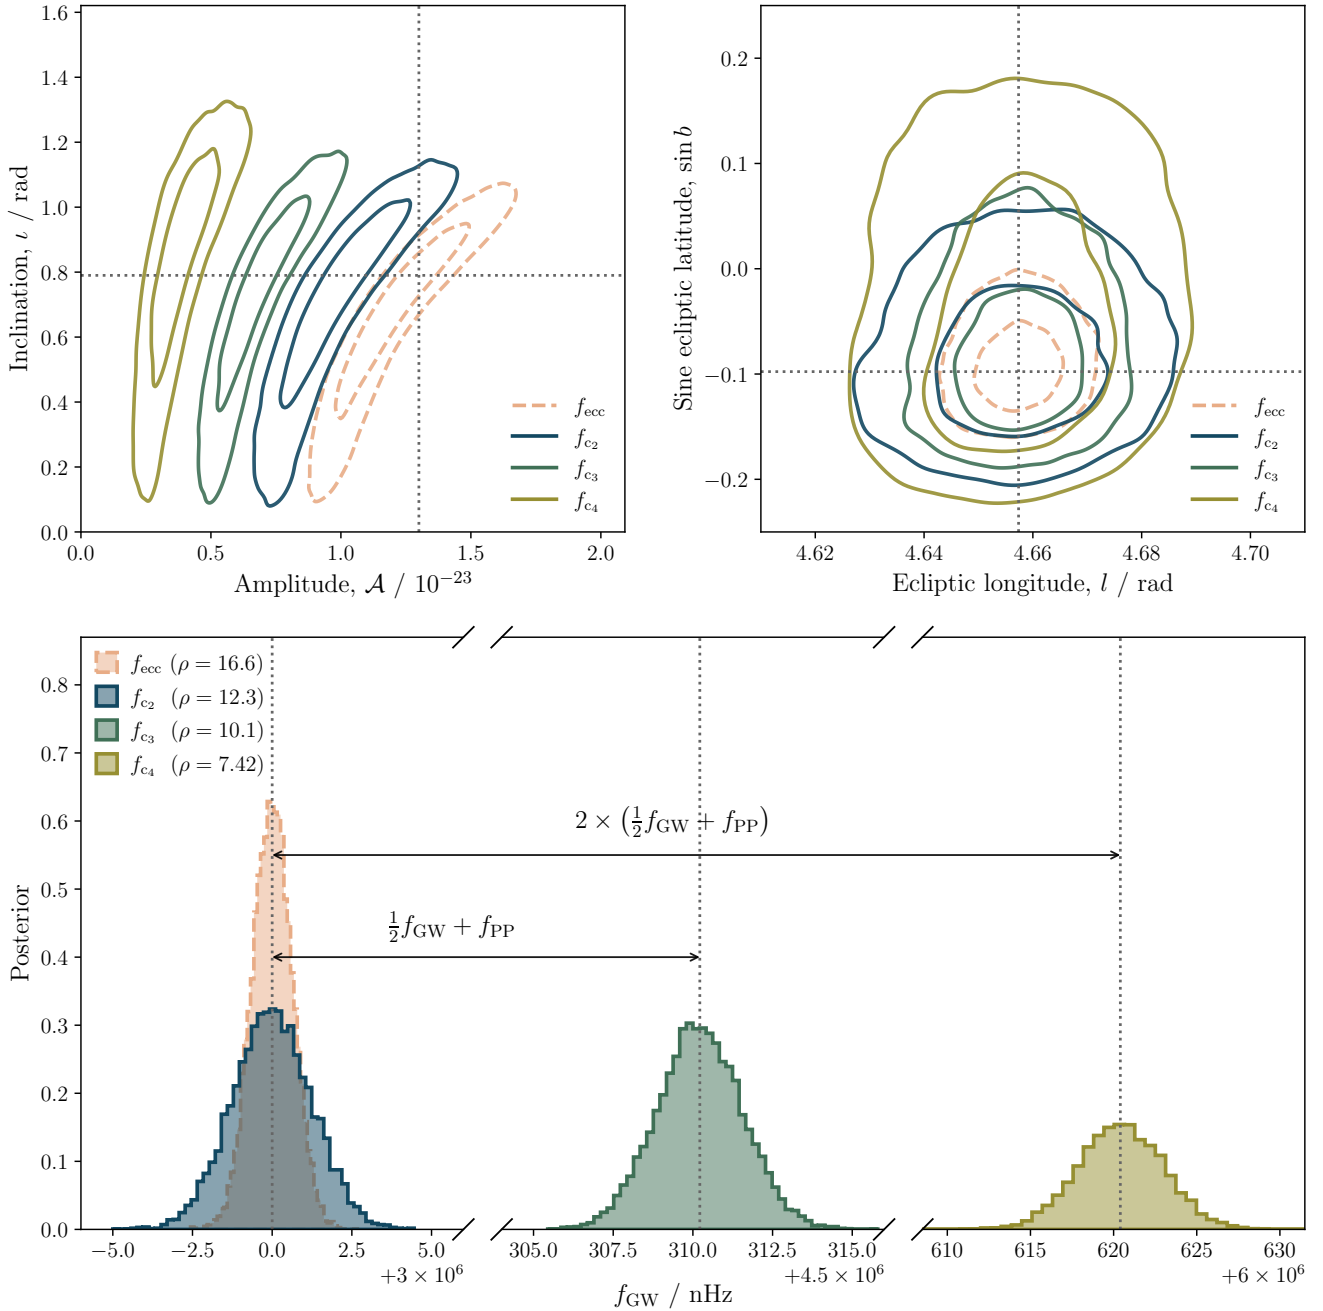 Inclination, ι / rad
1.6
1.4
1.2
1.0
0.8
0.6
0.4
0.2
0.0
0.0 0.5 1.0 1.5 2.0
Amplitude, 𝒜 / 10⁻²³
f_ecc
f_c₂
f_c₃
f_c₄
Sine ecliptic latitude, sin b
0.2
0.1
0.0
−0.1
−0.2
4.62 4.64 4.66 4.68 4.70
Ecliptic longitude, l / rad
f_ecc
f_c₂
f_c₃
f_c₄
Posterior
0.8
0.7
0.6
0.5
0.4
0.3
0.2
0.1
0.0
f_ecc (ρ = 16.6)
f_c₂ (ρ = 12.3)
f_c₃ (ρ = 10.1)
f_c₄ (ρ = 7.42)
2 × (½f_GW + f_PP)
½f_GW + f_PP
−5.0 −2.5 0.0 2.5 5.0 305.0 307.5 310.0 312.5 315.0 610 615 620 625 630
+3 × 10⁶ +4.5 × 10⁶ +6 × 10⁶
f_GW / nHz